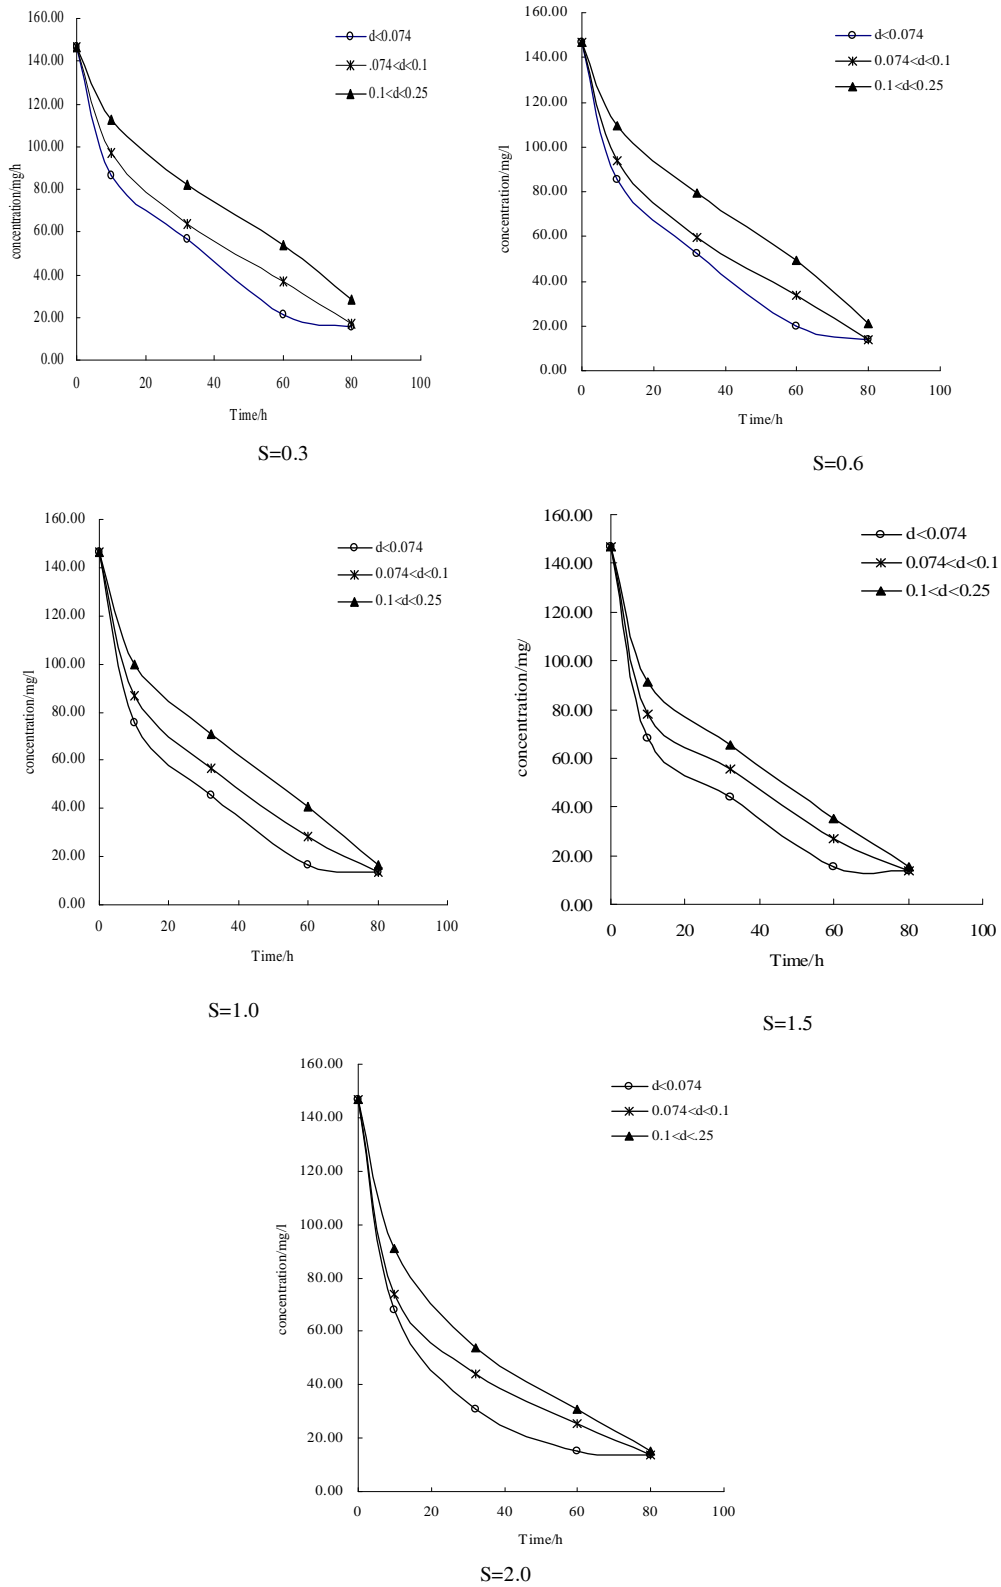 160.00
140.00
120.00
100.00
80.00
60.00
40.00
20.00
0.00
concentration/mg/h
0 20 40 60 80 100
Time/h
d<0.074
.074<d<0.1
0.1<d<0.25
S=0.3
160.00
140.00
120.00
100.00
80.00
60.00
40.00
20.00
0.00
concentration/mg/l
0 20 40 60 80 100
Time/h
d<0.074
0.074<d<0.1
0.1<d<0.25
S=0.6
160.00
140.00
120.00
100.00
80.00
60.00
40.00
20.00
0.00
concentration/mg/l
0 20 40 60 80 100
Time/h
d<0.074
0.074<d<0.1
0.1<d<0.25
S=1.0
160.00
140.00
120.00
100.00
80.00
60.00
40.00
20.00
0.00
concentration/mg/
0 20 40 60 80 100
Time/h
d<0.074
0.074<d<0.1
0.1<d<0.25
S=1.5
160.00
140.00
120.00
100.00
80.00
60.00
40.00
20.00
0.00
concentration/mg/l
0 20 40 60 80 100
Time/h
d<0.074
0.074<d<0.1
0.1<d<.25
S=2.0